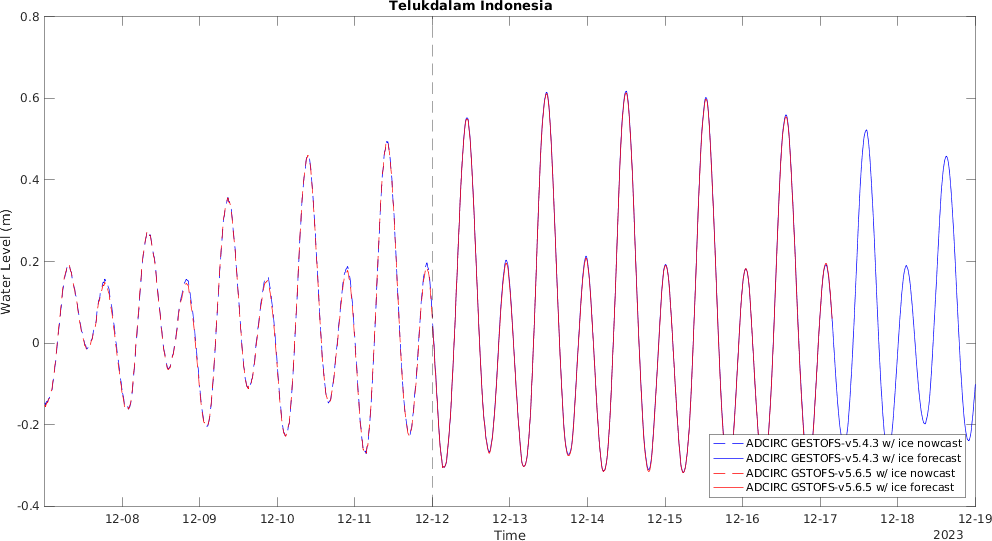 Telukdalam Indonesia
0.8
0.6
0.4
0.2
0
-0.2
-0.4
Water Level (m)
ADCIRC GESTOFS-v5.4.3 w/ ice nowcast
ADCIRC GESTOFS-v5.4.3 w/ ice forecast
ADCIRC GSTOFS-v5.6.5 w/ ice nowcast
ADCIRC GSTOFS-v5.6.5 w/ ice forecast
12-08 12-09 12-10 12-11 12-12 12-13 12-14 12-15 12-16 12-17 12-18 12-19
Time
2023